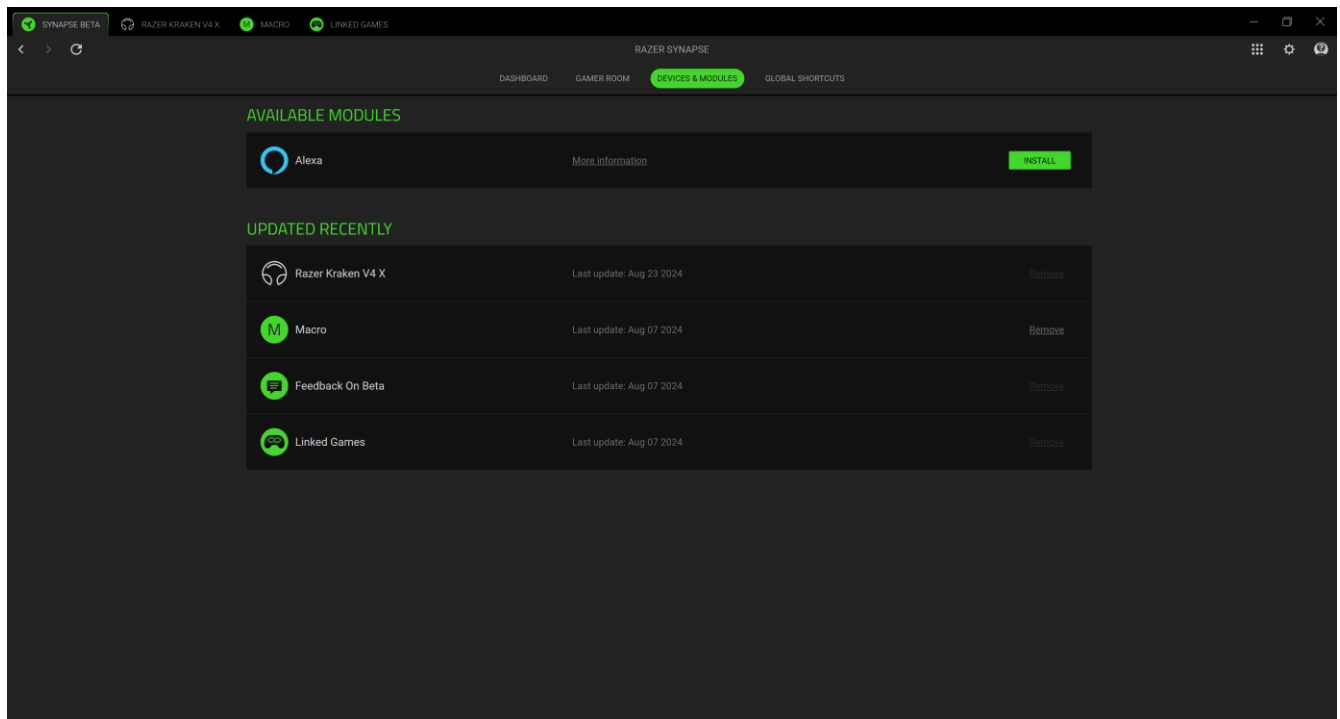 SYNAPSE BETA RAZER KRAKEN V4 X M MACRO LINKED GAMES
RAZER SYNAPSE
DASHBOARD GAMER ROOM DEVICES & MODULES GLOBAL SHORTCUTS
AVAILABLE MODULES
Alexa More information INSTALL
UPDATED RECENTLY
Razer Kraken V4 X Last update: Aug 23 2024 Remove
M Macro Last update: Aug 07 2024 Remove
Feedback On Beta Last update: Aug 07 2024 Remove
Linked Games Last update: Aug 07 2024 Remove